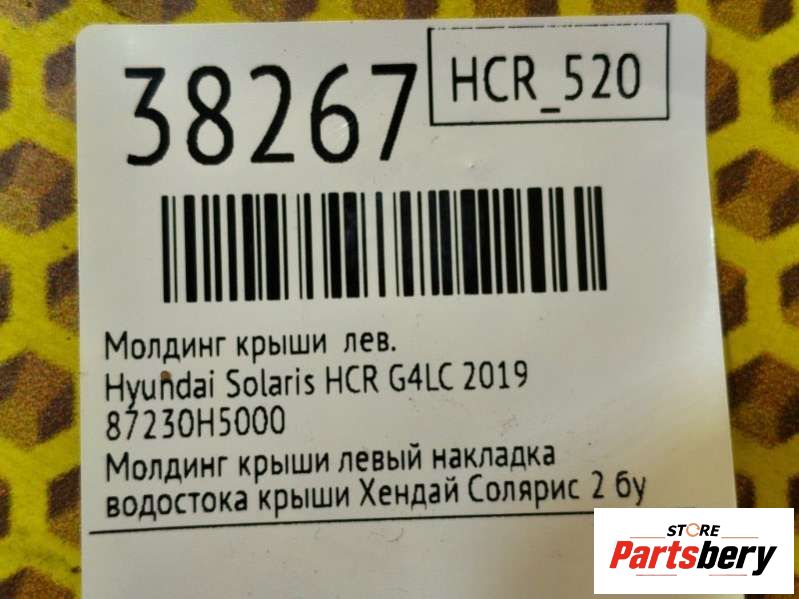 38267
HCR_520
Молдинг крыши лев.
Hyundai Solaris HCR G4LC 2019
87230H5000
Молдинг крыши левый накладка
водостока крыши Хендай Солярис 2 бу
STORE
Partsbery